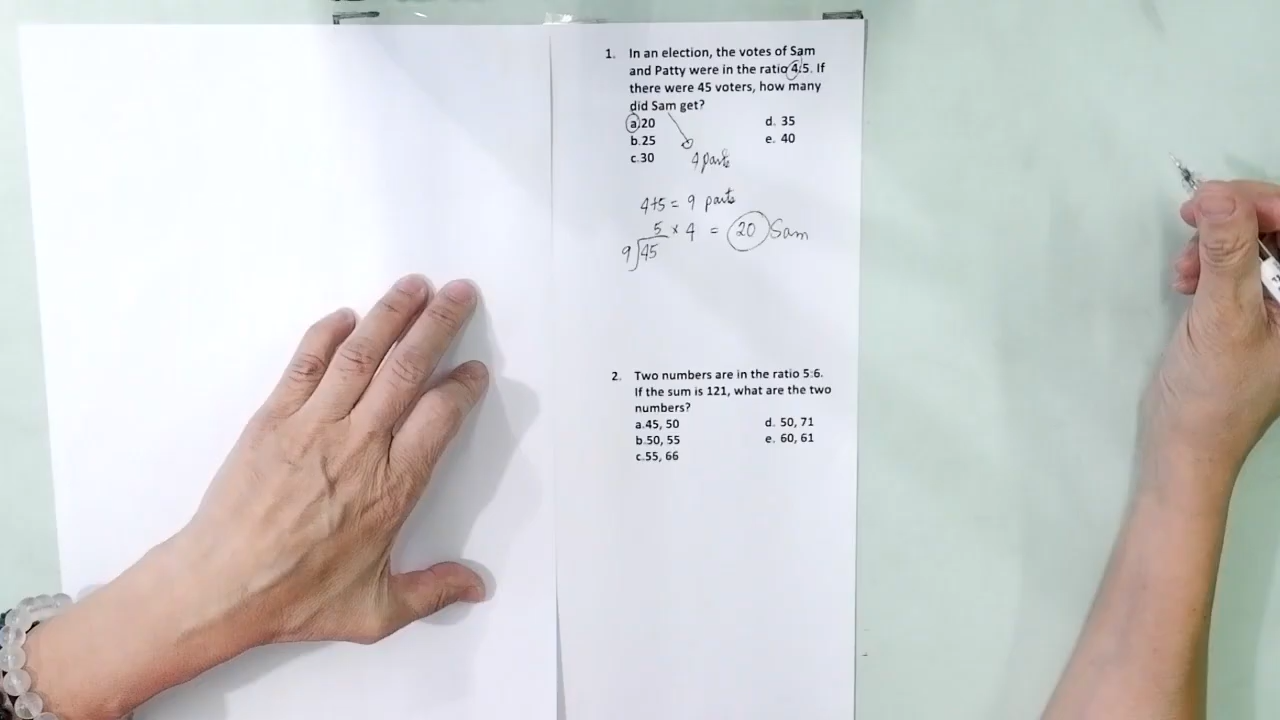 1. In an election, the votes of Sam
and Patty were in the ratio 4:5. If
there were 45 voters, how many
did Sam get?
a.20 d. 35
b.25 e. 40
c.30
4 parts
4+5 = 9 parts
5 × 4 = 20 Sam
9 45
2. Two numbers are in the ratio 5:6.
If the sum is 121, what are the two
numbers?
a.45, 50 d. 50, 71
b.50, 55 e. 60, 61
c.55, 66